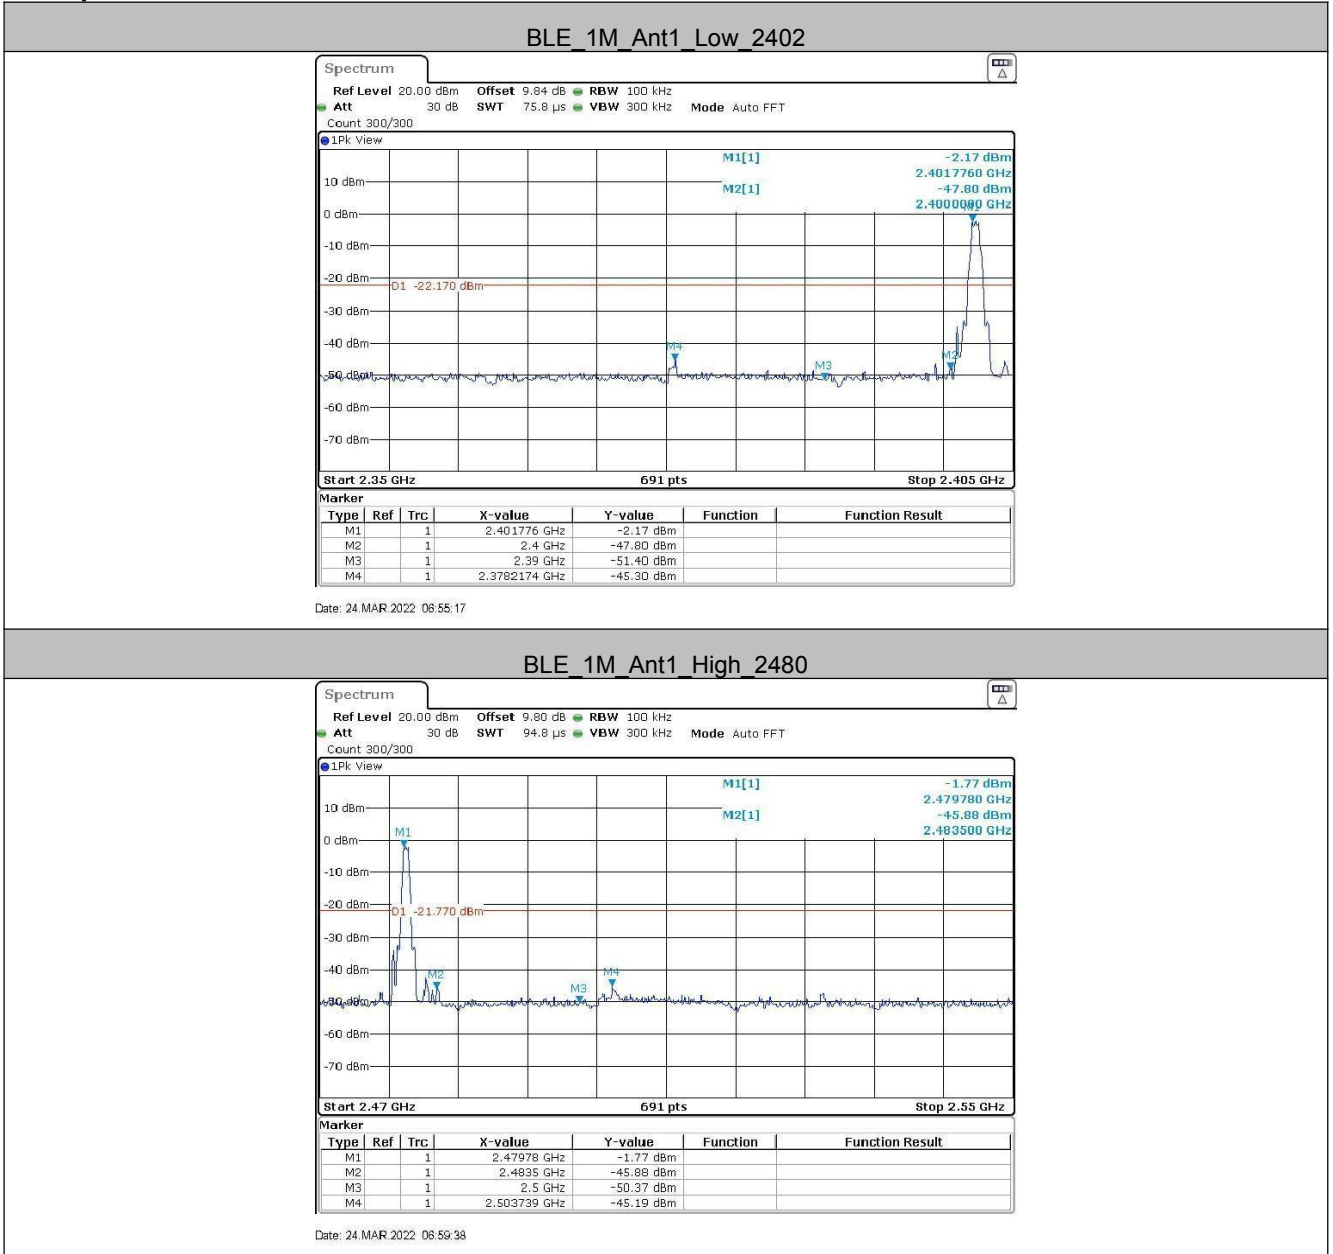 BLE_1M_Ant1_Low_2402
Spectrum
Ref Level 20.00 dBm Offset 9.84 dB RBW 100 kHz
Att 30 dB SWT 75.8 µs VBW 300 kHz Mode Auto FFT
Count 300/300
1Pk View
M1[1] -2.17 dBm
2.4017760 GHz
10 dBm
M2[1] -47.80 dBm
2.4000000 GHz
M1
0 dBm
-10 dBm
-20 dBm
D1 -22.170 dBm
-30 dBm
-40 dBm
M4
M2
M3
-50 dBm
-60 dBm
-70 dBm
Start 2.35 GHz 691 pts Stop 2.405 GHz
Marker
Type Ref Trc X-value Y-value Function Function Result
M1 1 2.401776 GHz -2.17 dBm
M2 1 2.4 GHz -47.80 dBm
M3 1 2.39 GHz -51.40 dBm
M4 1 2.3782174 GHz -45.30 dBm
Date: 24.MAR.2022 06:55:17
BLE_1M_Ant1_High_2480
Spectrum
Ref Level 20.00 dBm Offset 9.80 dB RBW 100 kHz
Att 30 dB SWT 94.8 µs VBW 300 kHz Mode Auto FFT
Count 300/300
1Pk View
M1[1] -1.77 dBm
2.479780 GHz
10 dBm
M2[1] -45.88 dBm
2.483500 GHz
M1
0 dBm
-10 dBm
-20 dBm
D1 -21.770 dBm
-30 dBm
-40 dBm
M2
M4
M3
-50 dBm
-60 dBm
-70 dBm
Start 2.47 GHz 691 pts Stop 2.55 GHz
Marker
Type Ref Trc X-value Y-value Function Function Result
M1 1 2.47978 GHz -1.77 dBm
M2 1 2.4835 GHz -45.88 dBm
M3 1 2.5 GHz -50.37 dBm
M4 1 2.503739 GHz -45.19 dBm
Date: 24.MAR.2022 06:59:38